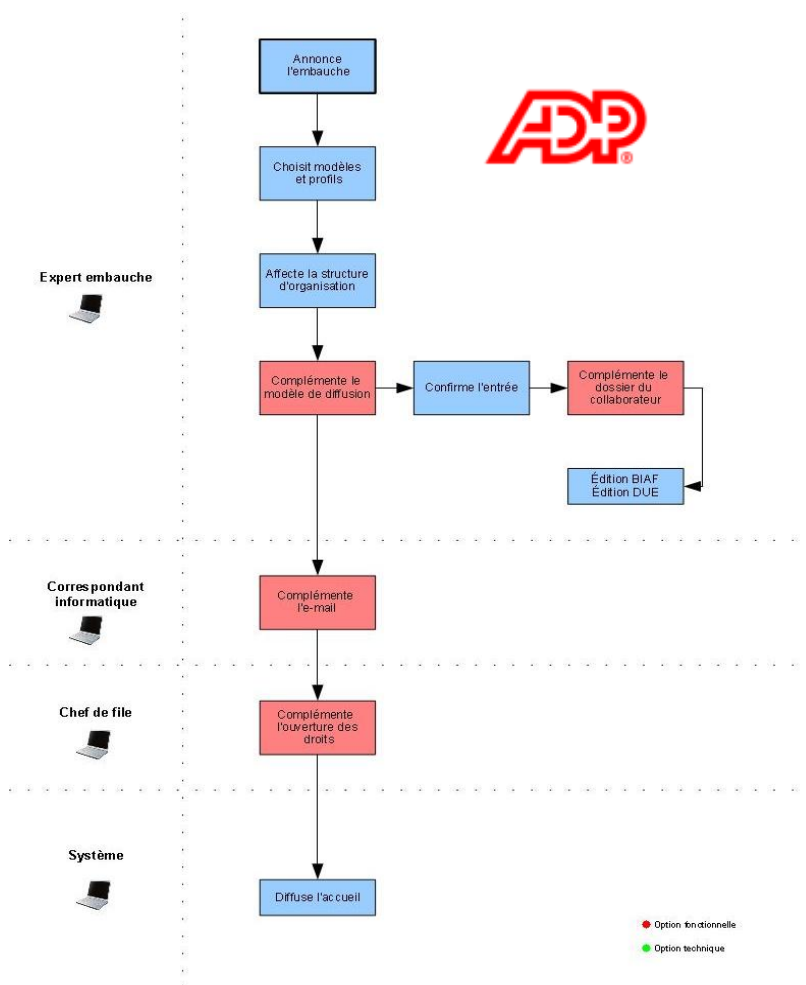 Annonce
l'embauche
ADP
®
Choisit modèles
et profils
Expert embauche
Affecte la structure
d'organisation
Complémente le
modèle de diffusion
Confirme l'entrée
Complémente le
dossier du
collaborateur
Édition BIAF
Édition DUE
Correspondant
informatique
Complémente
l'e-mail
Chef de file
Complémente
l'ouverture des
droits
Système
Diffuse l'accueil
Option fonctionnelle
Option technique